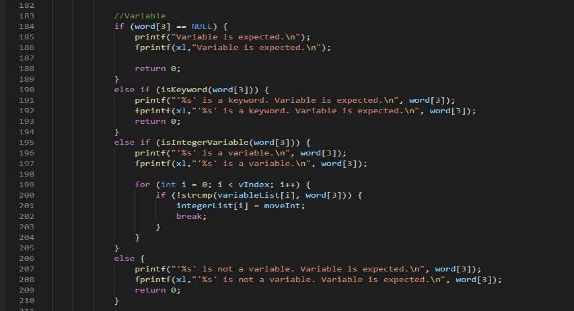 182
183 //Variable
184 if (word[3] == NULL) {
185 printf("Variable is expected.\n");
186 fprintf(xl,"Variable is expected.\n");
187
188 return 0;
189 }
190 else if (isKeyword(word[3])) {
191 printf("'%s' is a keyword. Variable is expected.\n", word[3]);
192 fprintf(xl,"'%s' is a keyword. Variable is expected.\n", word[3]);
193 return 0;
194 }
195 else if (isIntegerVariable(word[3])) {
196 printf("'%s' is a variable.\n", word[3]);
197 fprintf(xl,"'%s' is a variable.\n", word[3]);
198
199 for (int i = 0; i < vIndex; i++) {
200 if (!strcmp(variableList[i], word[3])) {
201 integerList[i] = moveInt;
202 break;
203 }
204 }
205 }
206 else {
207 printf("'%s' is not a variable. Variable is expected.\n", word[3]);
208 fprintf(xl,"'%s' is not a variable. Variable is expected.\n", word[3]);
209 return 0;
210 }